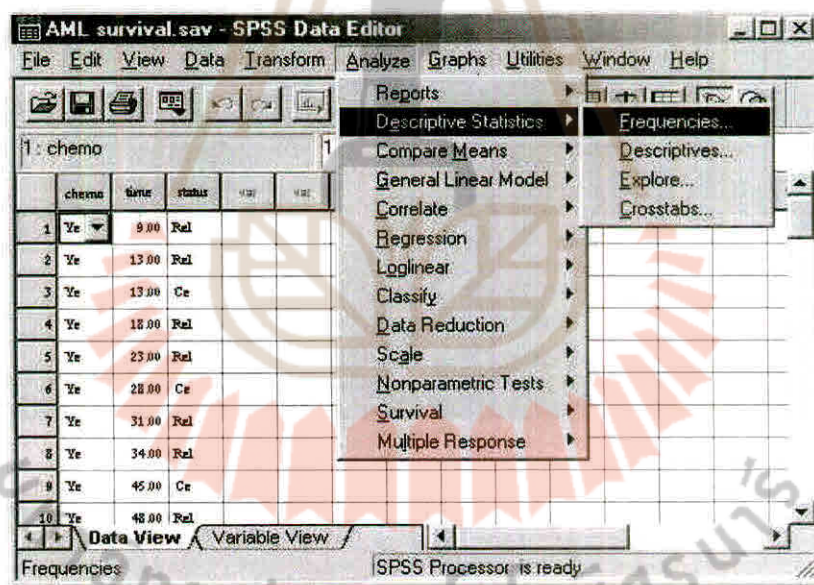 AML survival.sav - SPSS Data Editor
File Edit View Data Transform Analyze Graphs Utilities Window Help
1 : chemo 1
chemo time status var var
1 Ye 9.00 Rel
2 Ye 13.00 Rel
3 Ye 13.00 Ce
4 Ye 18.00 Rel
5 Ye 23.00 Rel
6 Ye 28.00 Ce
7 Ye 31.00 Rel
8 Ye 34.00 Rel
9 Ye 45.00 Ce
10 Ye 48.00 Rel
Reports
Descriptive Statistics
Compare Means
General Linear Model
Correlate
Regression
Loglinear
Classify
Data Reduction
Scale
Nonparametric Tests
Survival
Multiple Response
Frequencies...
Descriptives...
Explore...
Crosstabs...
Data View Variable View
Frequencies SPSS Processor is ready